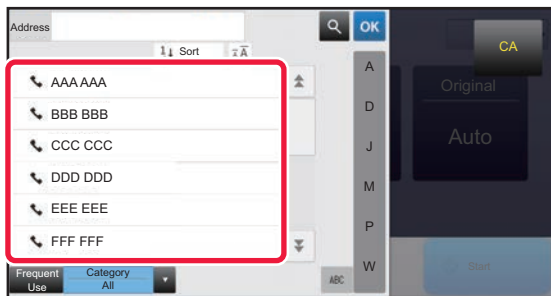 Address
OK
CA
Sort
A
AAA AAA
Original
BBB BBB
D
Auto
CCC CCC
J
DDD DDD
M
EEE EEE
P
FFF FFF
W
Start
Frequent
Use
Category
All
ABC